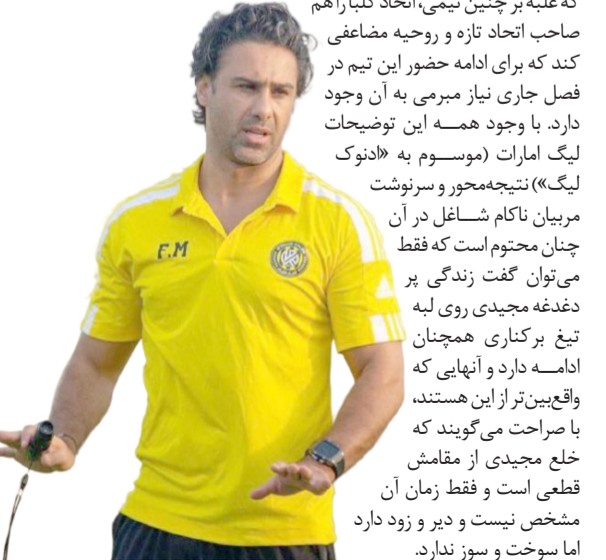 که غلبه بر چنین تیمی، اتحاد کلبا را هم
صاحب اتحاد تازه و روحیه مضاعفی
کند که برای ادامه حضور این تیم در
فصل جاری نیاز مبرمی به آن وجود
دارد. با وجود همــه این توضیحات
لیگ امارات (موســوم به «ادنوک
لیگ») نتیجه‌محور و سرنوشت
مربیان ناکام شــاغل در آن
چنان محتوم است که فقط
می‌توان گفت زندگی پر
دغدغه مجیدی روی لبه
تیغ برکناری همچنان
ادامــه دارد و آنهایی که
واقع‌بین‌تر از این هستند،
با صراحت می‌گویند که
خلع مجیدی از مقامش
قطعی است و فقط زمان آن
مشخص نیست و دیر و زود دارد
اما سوخت و سوز ندارد.
F.M